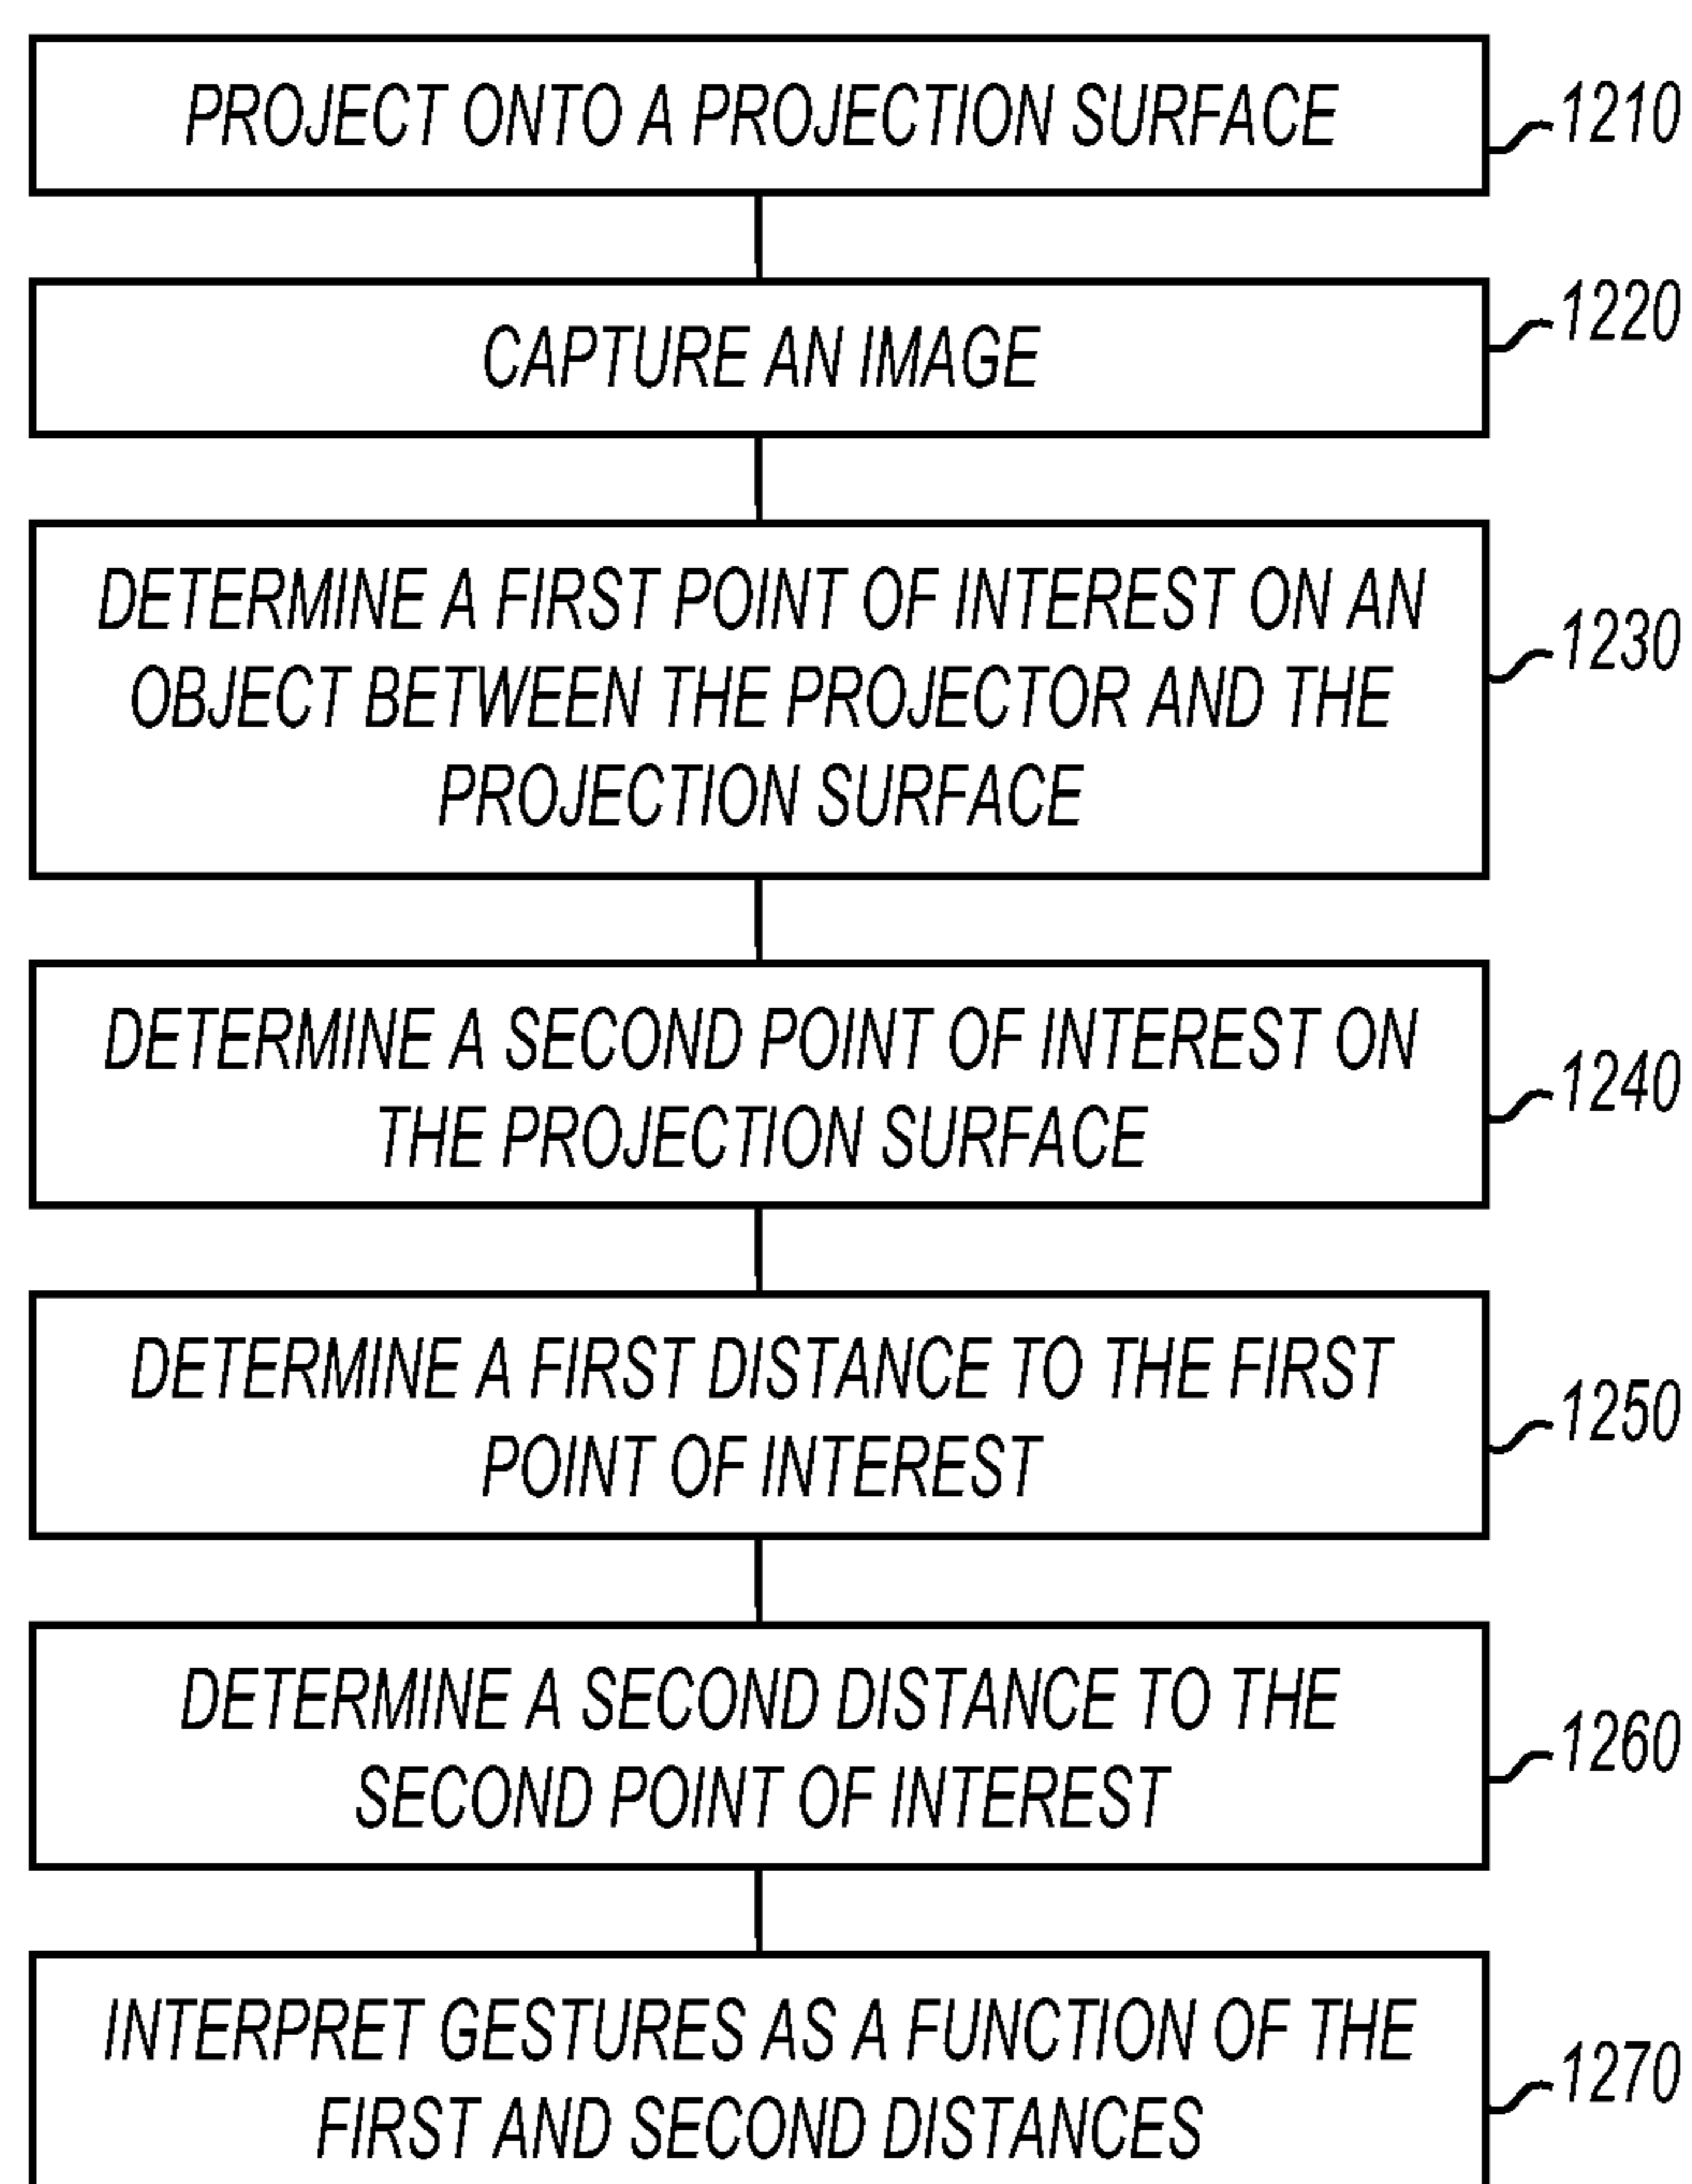 PROJECT ONTO A PROJECTION SURFACE
1210
CAPTURE AN IMAGE
1220
DETERMINE A FIRST POINT OF INTEREST ON AN
OBJECT BETWEEN THE PROJECTOR AND THE
PROJECTION SURFACE
1230
DETERMINE A SECOND POINT OF INTEREST ON
THE PROJECTION SURFACE
1240
DETERMINE A FIRST DISTANCE TO THE FIRST
POINT OF INTEREST
1250
DETERMINE A SECOND DISTANCE TO THE
SECOND POINT OF INTEREST
1260
INTERPRET GESTURES AS A FUNCTION OF THE
FIRST AND SECOND DISTANCES
1270